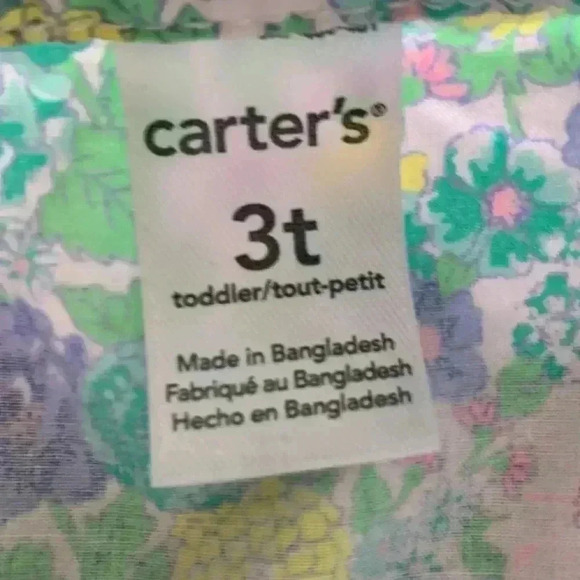 carter's®
3t
toddler/tout-petit
Made in Bangladesh
Fabriqué au Bangladesh
Hecho en Bangladesh